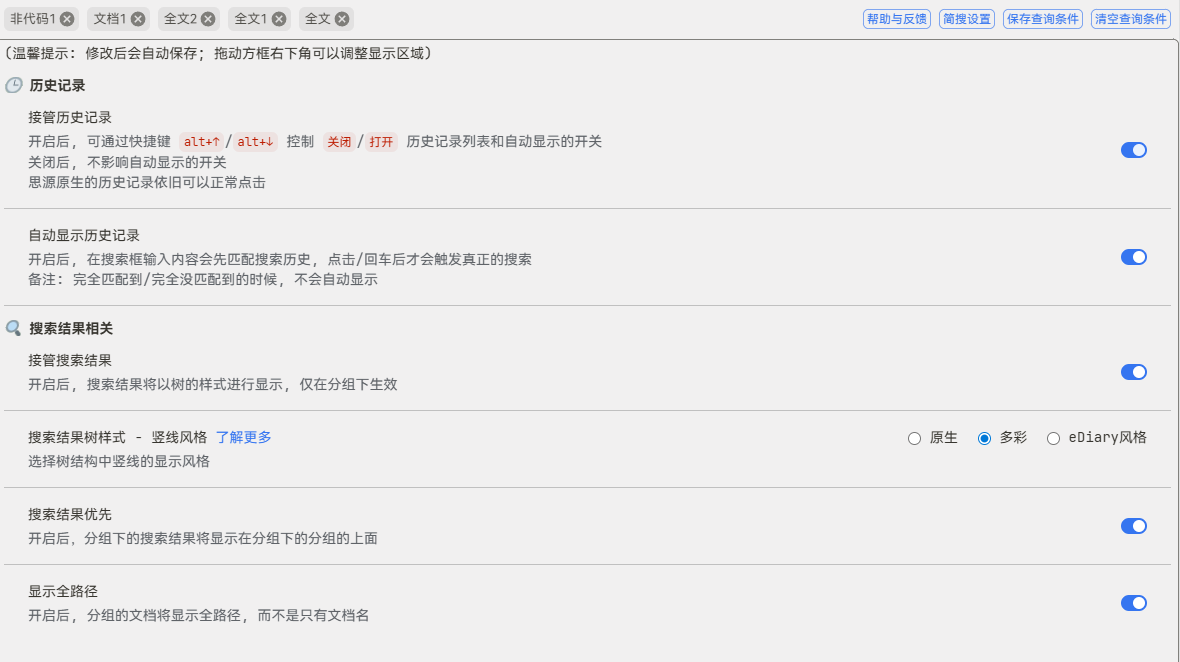 非代码1 文档1 全文2 全文1 全文 帮助与反馈 简搜设置 保存查询条件 清空查询条件
(温馨提示: 修改后会自动保存; 拖动方框右下角可以调整显示区域)
历史记录
接管历史记录
开启后, 可通过快捷键 alt+↑/alt+↓ 控制 关闭/打开 历史记录列表和自动显示的开关
关闭后, 不影响自动显示的开关
思源原生的历史记录依旧可以正常点击
自动显示历史记录
开启后, 在搜索框输入内容会先匹配搜索历史, 点击/回车后才会触发真正的搜索
备注: 完全匹配到/完全没匹配到的时候, 不会自动显示
搜索结果相关
接管搜索结果
开启后, 搜索结果将以树的样式进行显示, 仅在分组下生效
搜索结果树样式 - 竖线风格 了解更多 原生 多彩 eDiary风格
选择树结构中竖线的显示风格
搜索结果优先
开启后, 分组下的搜索结果将显示在分组下的分组的上面
显示全路径
开启后, 分组的文档将显示全路径, 而不是只有文档名